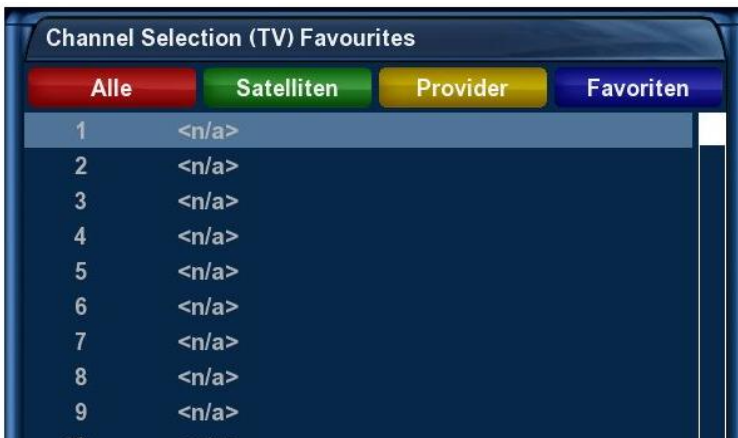 Channel Selection (TV) Favourites
Alle Satelliten Provider Favoriten
1 <n/a>
2 <n/a>
3 <n/a>
4 <n/a>
5 <n/a>
6 <n/a>
7 <n/a>
8 <n/a>
9 <n/a>